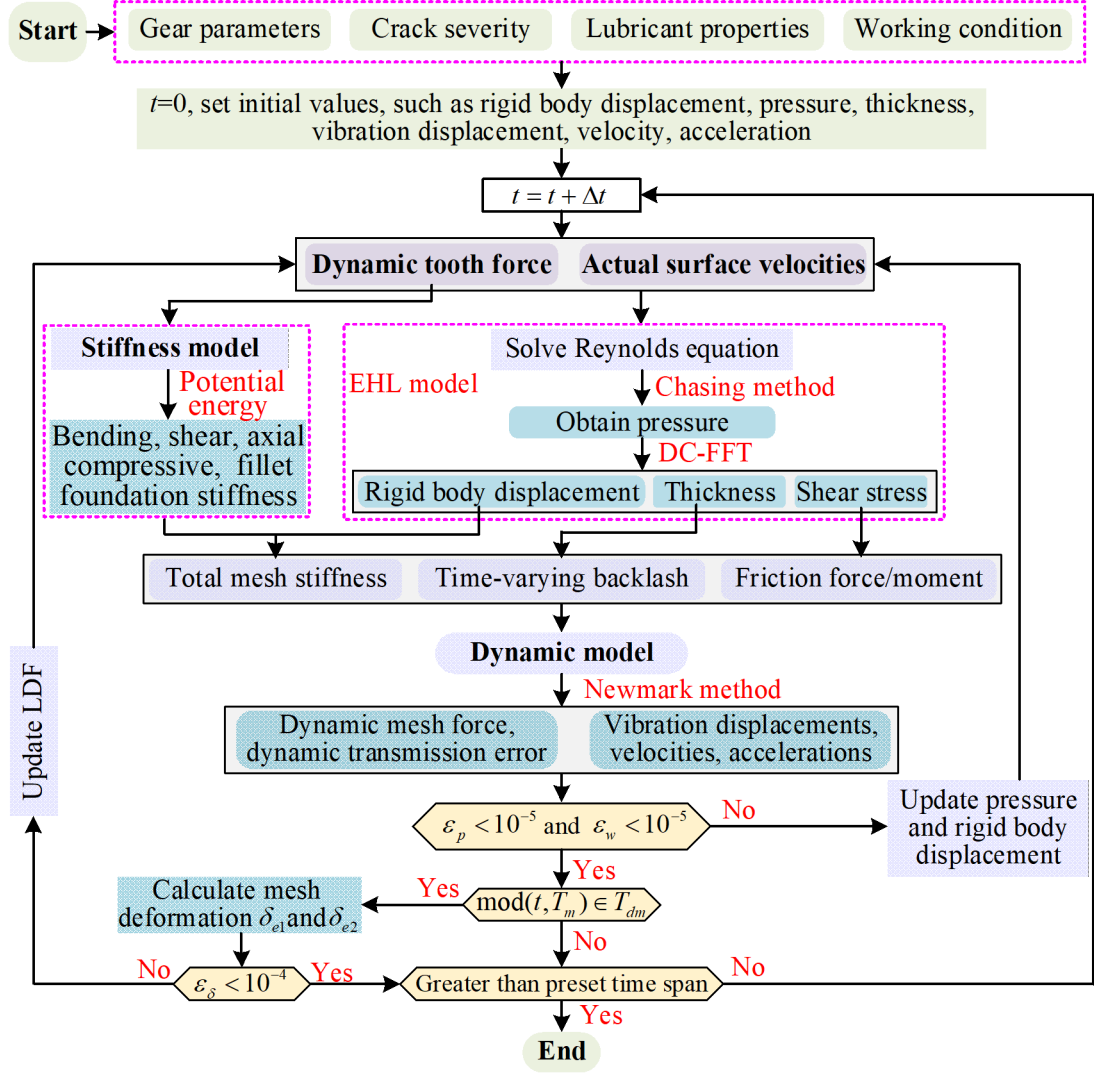 Start
Gear parameters
Crack severity
Lubricant properties
Working condition
t=0, set initial values, such as rigid body displacement, pressure, thickness,
vibration displacement, velocity, acceleration
t = t + Δt
Dynamic tooth force
Actual surface velocities
Stiffness model
Potential
energy
Bending, shear, axial
compressive, fillet
foundation stiffness
EHL model
Solve Reynolds equation
Chasing method
Obtain pressure
DC-FFT
Rigid body displacement
Thickness
Shear stress
Total mesh stiffness
Time-varying backlash
Friction force/moment
Dynamic model
Newmark method
Dynamic mesh force,
dynamic transmission error
Vibration displacements,
velocities, accelerations
Update LDF
ε_p < 10⁻⁵ and ε_w < 10⁻⁵
No
Update pressure
and rigid body
displacement
Yes
Yes
mod(t, T_m) ∈ T_dm
Calculate mesh
deformation δ_e1 and δ_e2
No
No
ε_δ < 10⁻⁴
Yes
Greater than preset time span
No
Yes
End